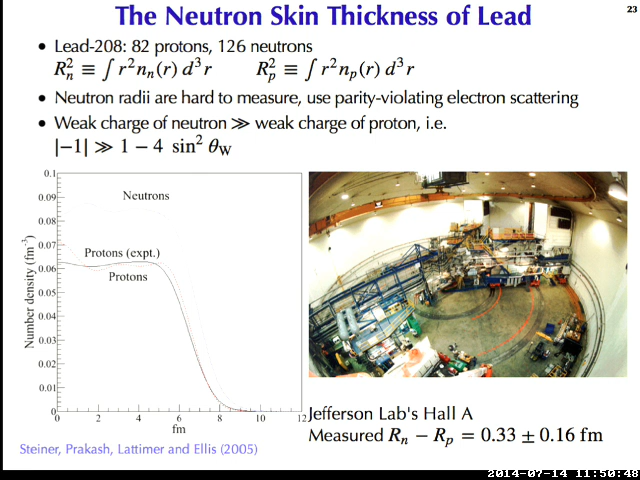 The Neutron Skin Thickness of Lead
23
• Lead-208: 82 protons, 126 neutrons
R²ₙ ≡ ∫ r²nₙ(r) d³r R²ₚ ≡ ∫ r²nₚ(r) d³r
• Neutron radii are hard to measure, use parity-violating electron scattering
• Weak charge of neutron ≫ weak charge of proton, i.e.
|−1| ≫ 1 − 4 sin² θ_W
0.1
0.09
0.08
0.07
0.06
0.05
0.04
0.03
0.02
0.01
0
Number density (fm⁻³)
Neutrons
Protons (expt.)
Protons
0 2 4 6 8 10 12
fm
Steiner, Prakash, Lattimer and Ellis (2005)
Jefferson Lab's Hall A
Measured Rₙ − Rₚ = 0.33 ± 0.16 fm
2014-07-14 11:50:48